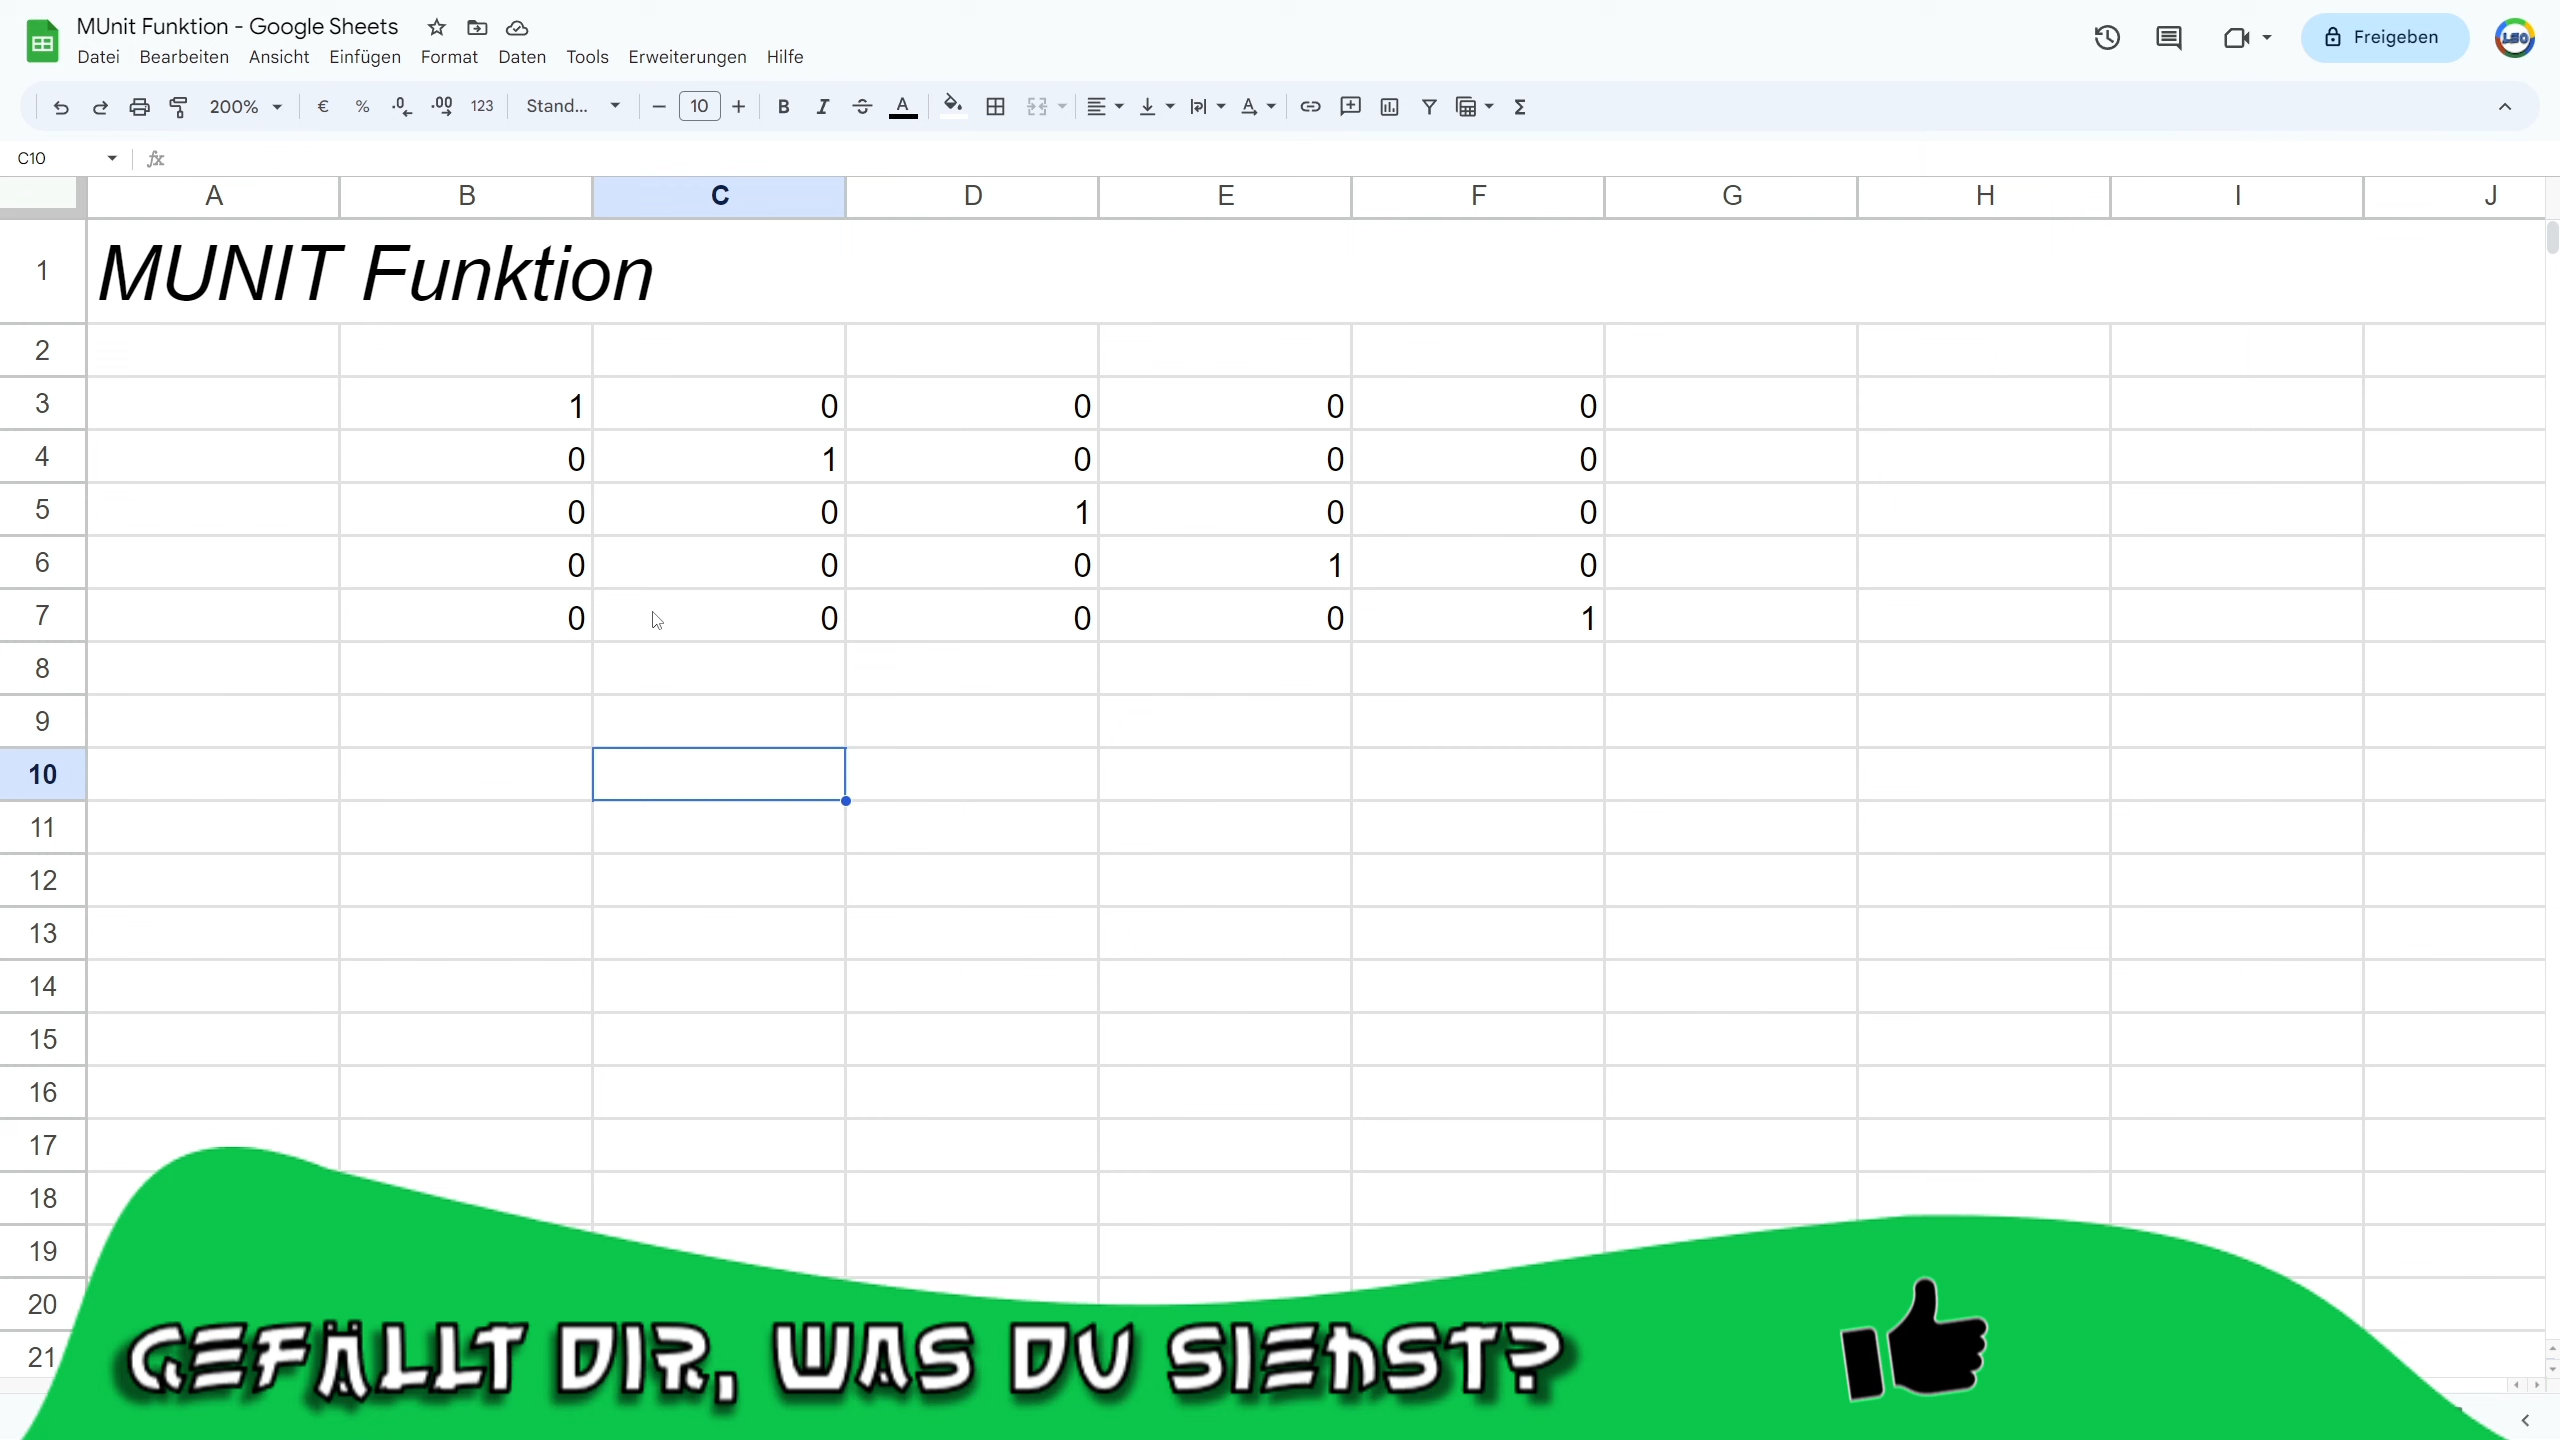 MUnit Funktion - Google Sheets
Datei Bearbeiten Ansicht Einfügen Format Daten Tools Erweiterungen Hilfe
Freigeben
LSO
200% € % .0 .00 123 Stand... 10 B I S A A Σ
C10 fx
A B C D E F G H I J
1 MUNIT Funktion
2
3 1 0 0 0 0
4 0 1 0 0 0
5 0 0 1 0 0
6 0 0 0 1 0
7 0 0 0 0 1
8
9
10
11
12
13
14
15
16
17
18
19
20
21
GEFÄLLT DIR, WAS DU SIEHST?